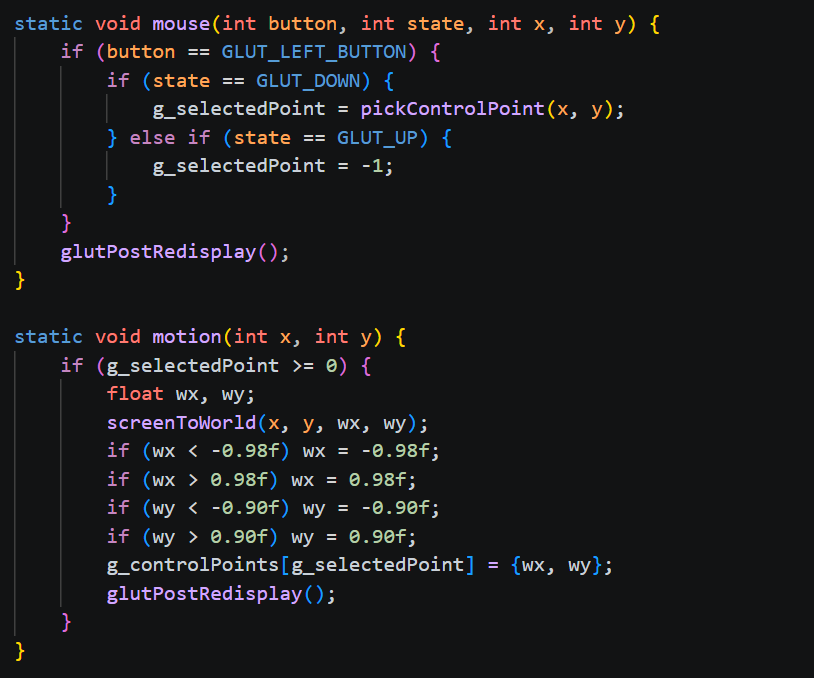 static void mouse(int button, int state, int x, int y) {
    if (button == GLUT_LEFT_BUTTON) {
        if (state == GLUT_DOWN) {
            g_selectedPoint = pickControlPoint(x, y);
        } else if (state == GLUT_UP) {
            g_selectedPoint = -1;
        }
    }
    glutPostRedisplay();
}

static void motion(int x, int y) {
    if (g_selectedPoint >= 0) {
        float wx, wy;
        screenToWorld(x, y, wx, wy);
        if (wx < -0.98f) wx = -0.98f;
        if (wx > 0.98f) wx = 0.98f;
        if (wy < -0.90f) wy = -0.90f;
        if (wy > 0.90f) wy = 0.90f;
        g_controlPoints[g_selectedPoint] = {wx, wy};
        glutPostRedisplay();
    }
}